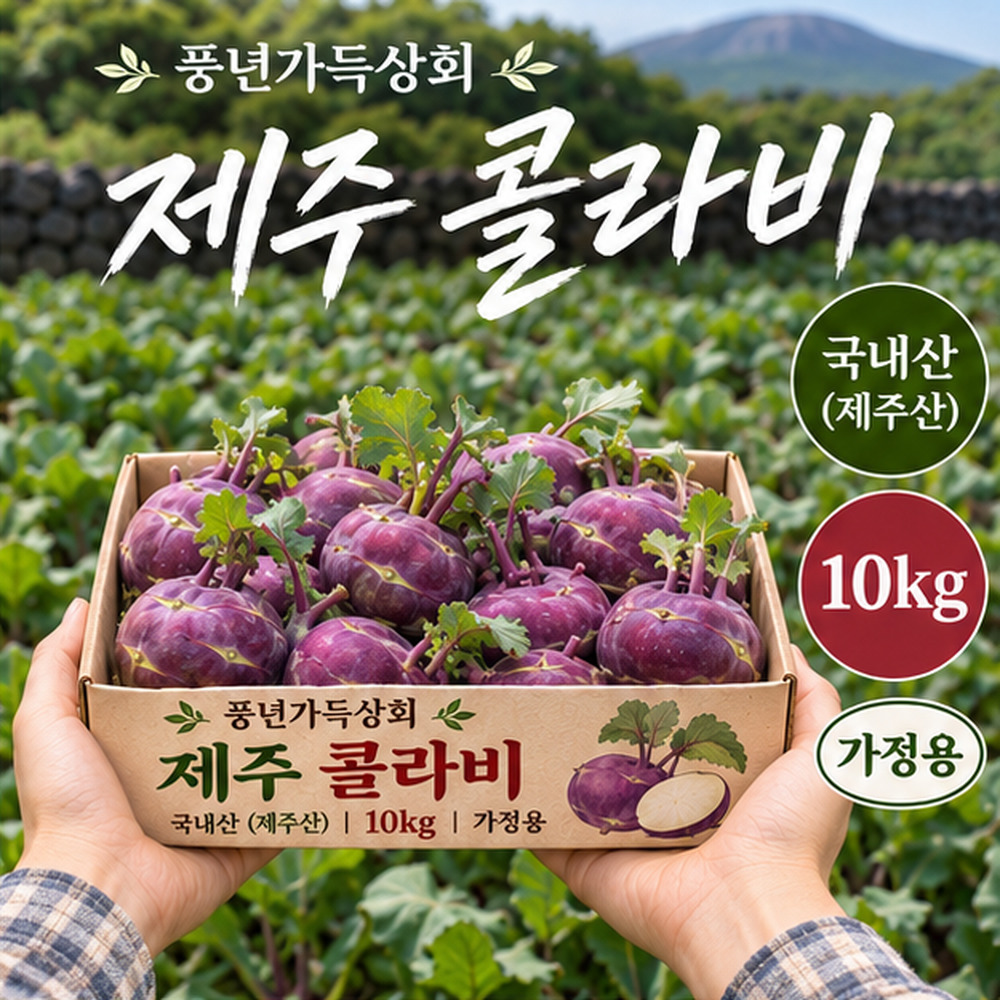 풍년가득상회
제주 콜라비
국내산
(제주산)
10kg
가정용
풍년가득상회
제주 콜라비
국내산 (제주산) | 10kg | 가정용